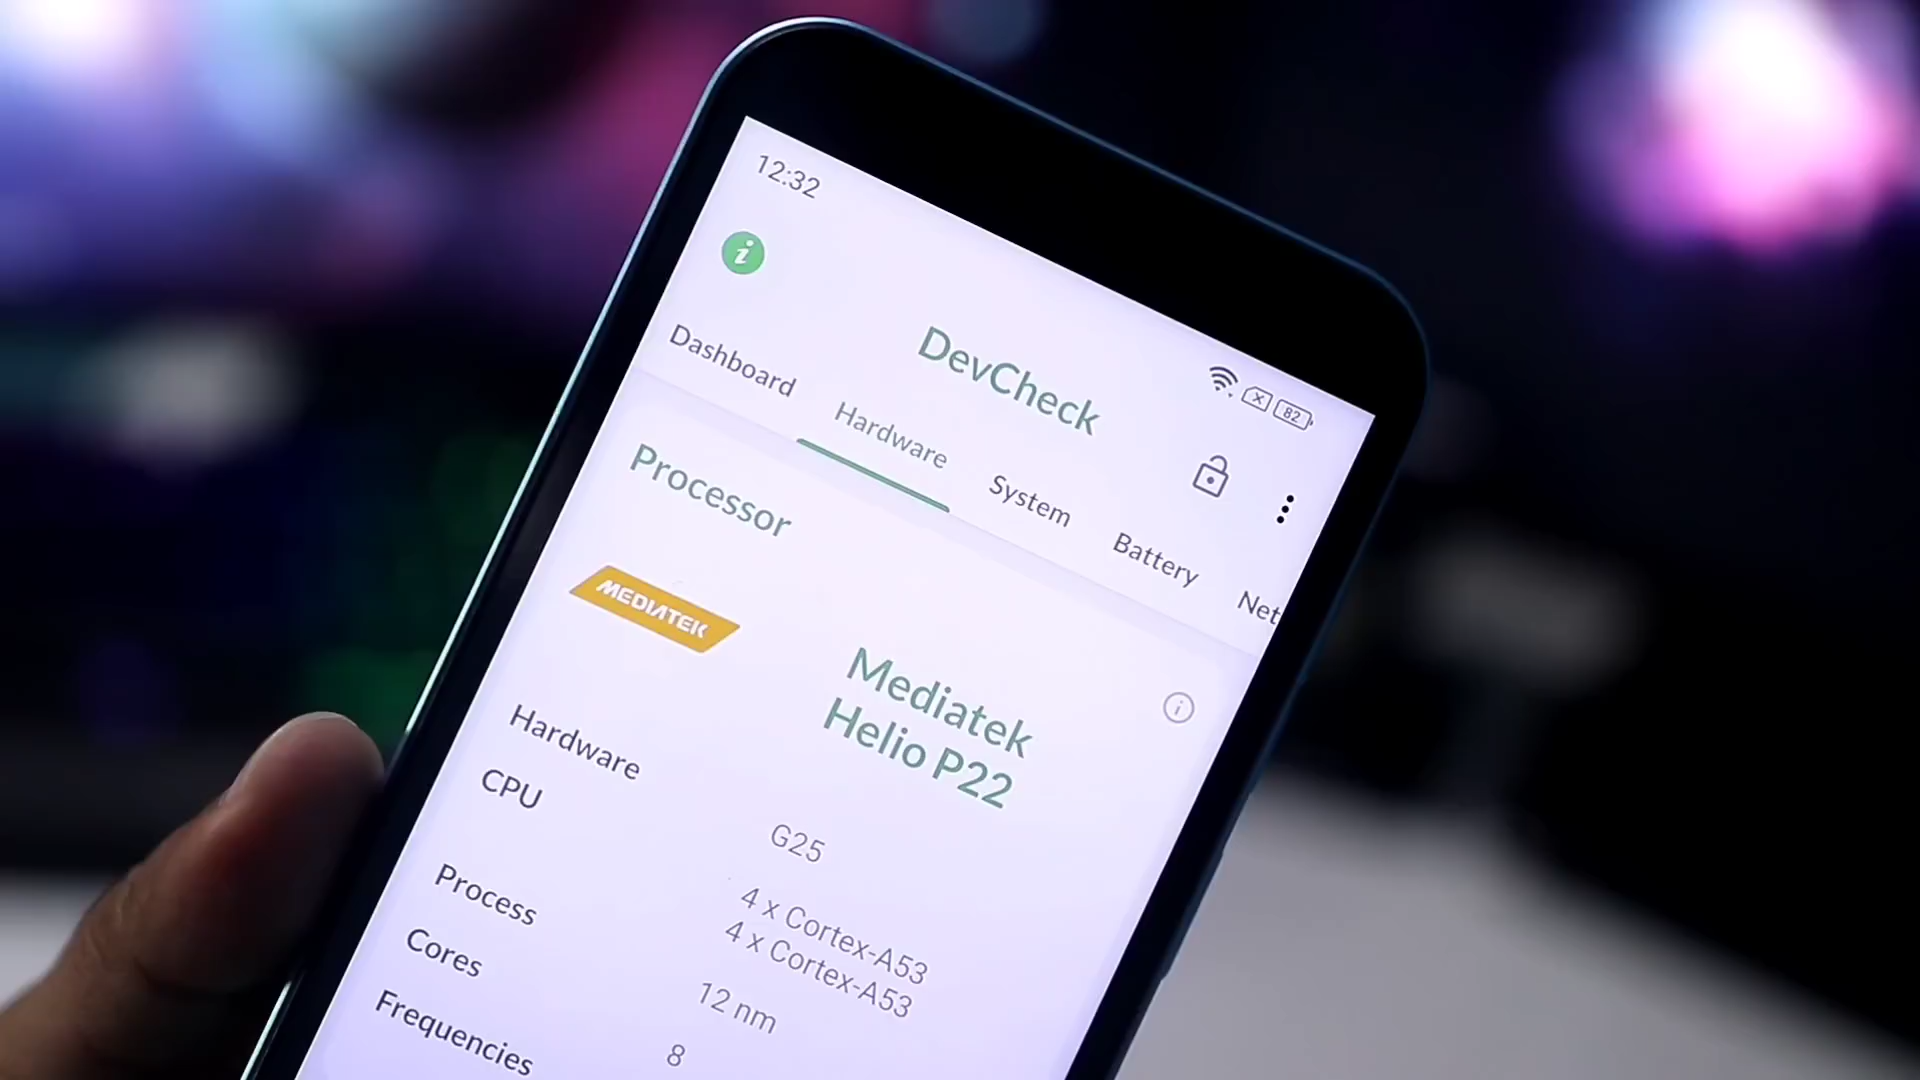 12:32
82
i
DevCheck
Dashboard
Hardware
System
Battery
Net
Processor
MEDIATEK
Mediatek
Helio P22
i
Hardware
G25
CPU
4 x Cortex-A53
4 x Cortex-A53
Process
12 nm
Cores
8
Frequencies